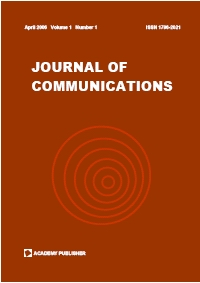 April 2006 Volume 1 Number 1 ISSN 1796-2021
JOURNAL OF
COMMUNICATIONS
ACADEMY PUBLISHER